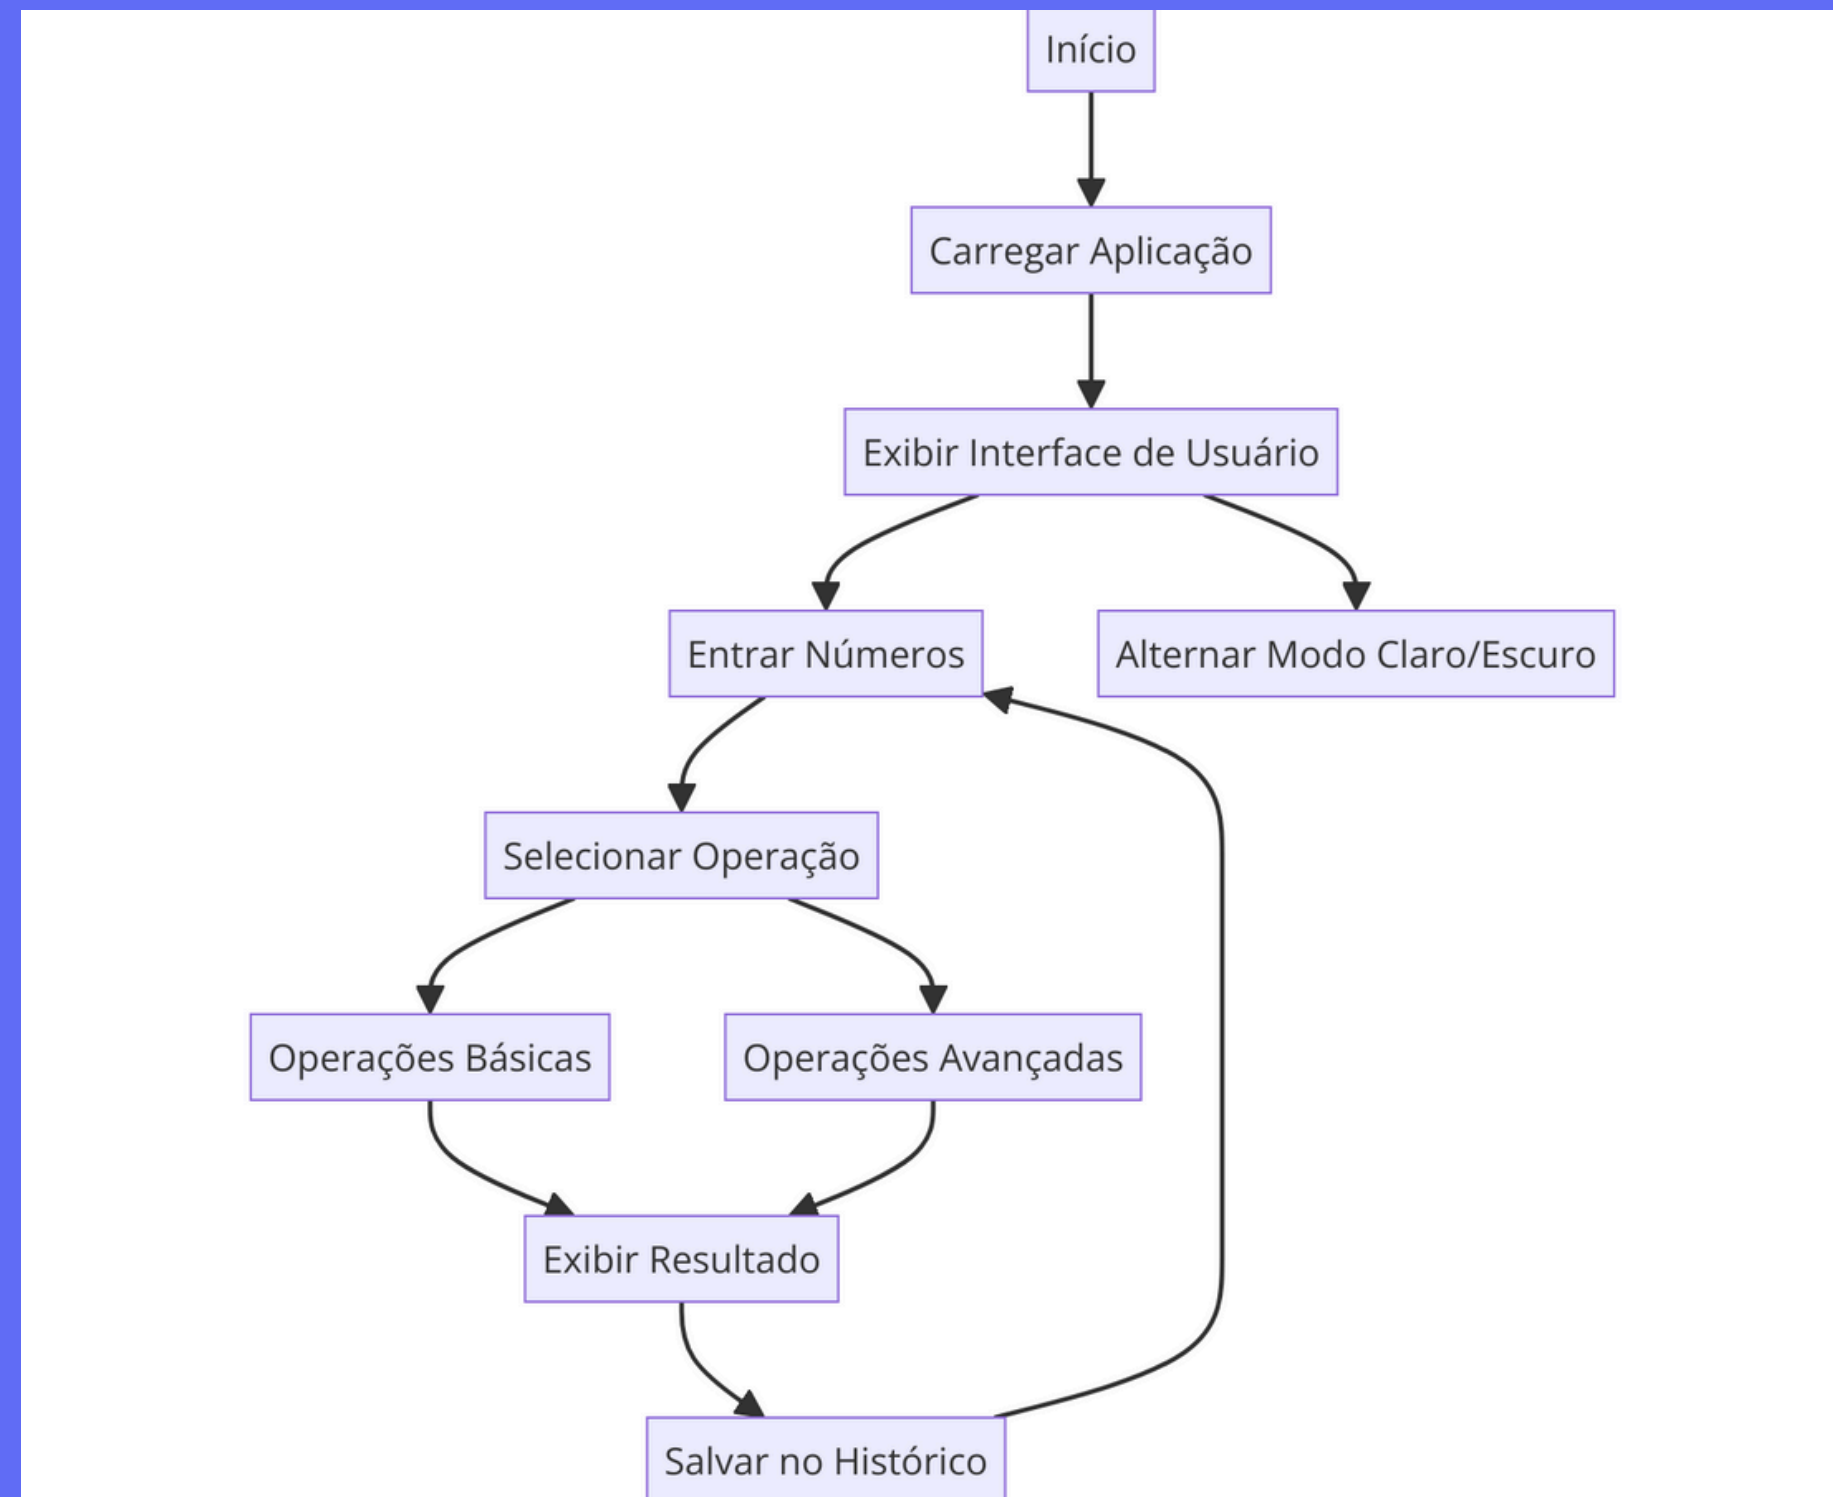 Início
Carregar Aplicação
Exibir Interface de Usuário
Entrar Números
Alternar Modo Claro/Escuro
Selecionar Operação
Operações Básicas
Operações Avançadas
Exibir Resultado
Salvar no Histórico